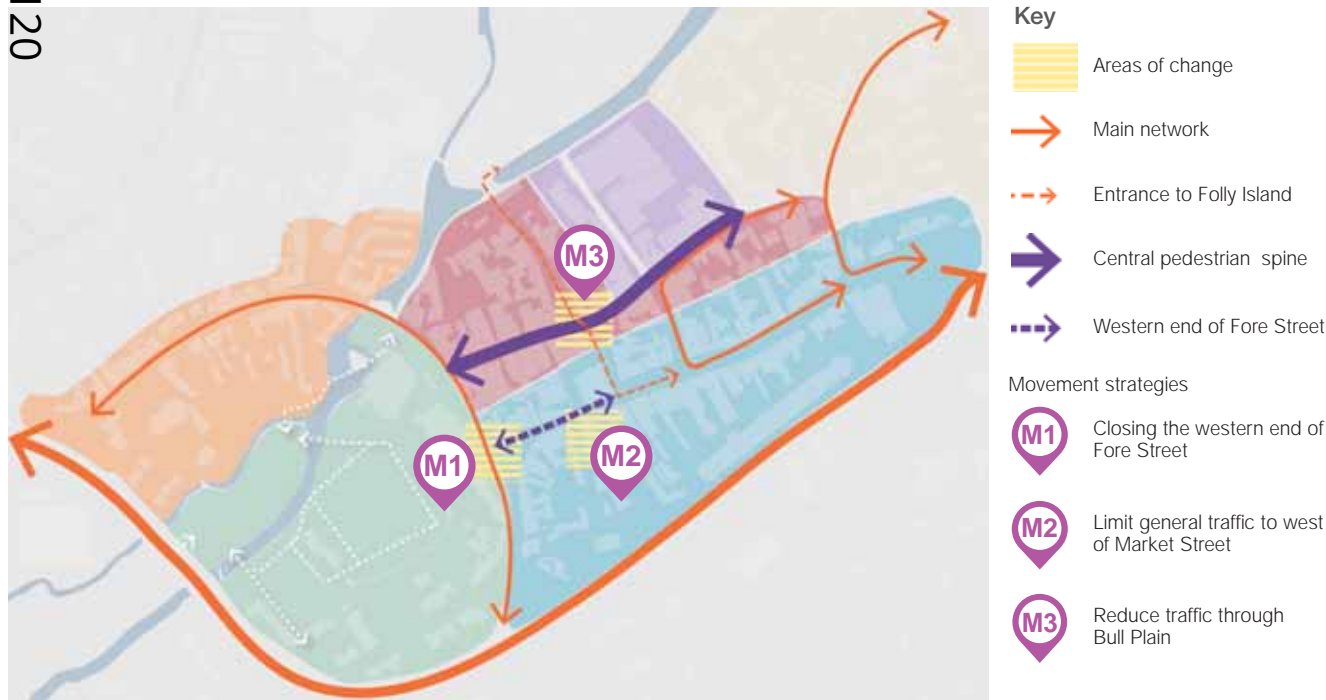 20
M3
M1
M2
Key
Areas of change
Main network
Entrance to Folly Island
Central pedestrian spine
Western end of Fore Street
Movement strategies
M1
Closing the western end of
Fore Street
M2
Limit general traffic to west
of Market Street
M3
Reduce traffic through
Bull Plain